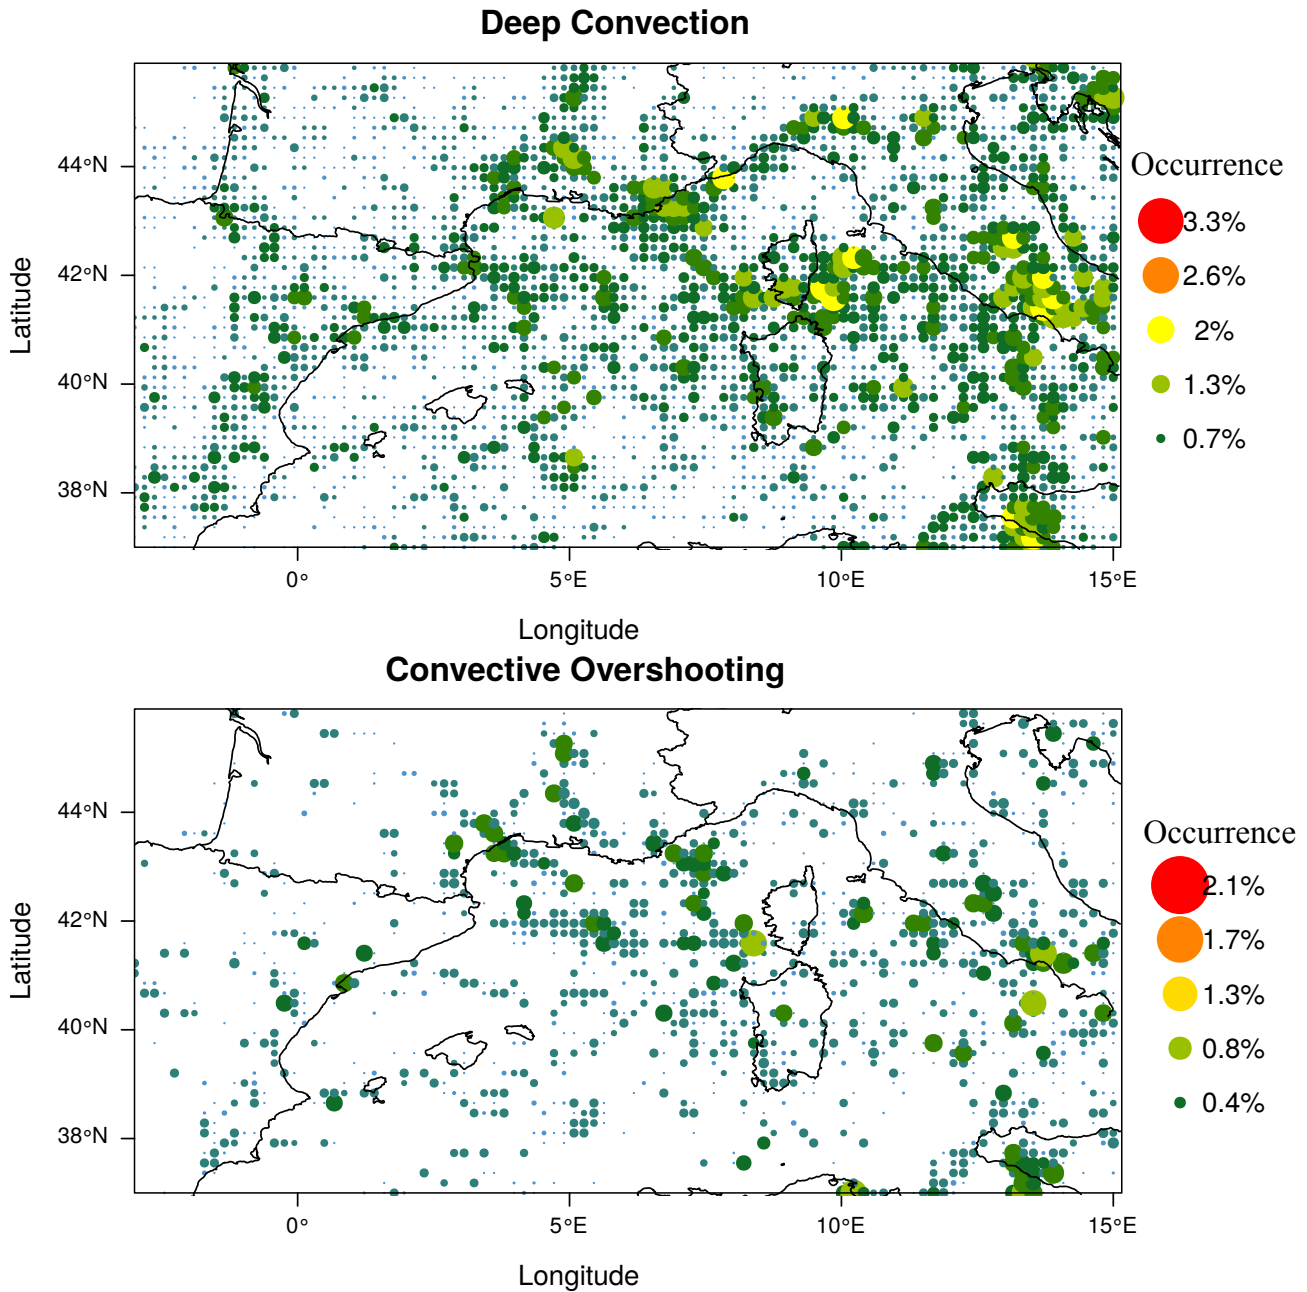 Deep Convection
Latitude
44°N
42°N
40°N
38°N
0°
5°E
10°E
15°E
Longitude
Occurrence
3.3%
2.6%
2%
1.3%
0.7%
Convective Overshooting
Latitude
44°N
42°N
40°N
38°N
0°
5°E
10°E
15°E
Longitude
Occurrence
2.1%
1.7%
1.3%
0.8%
0.4%